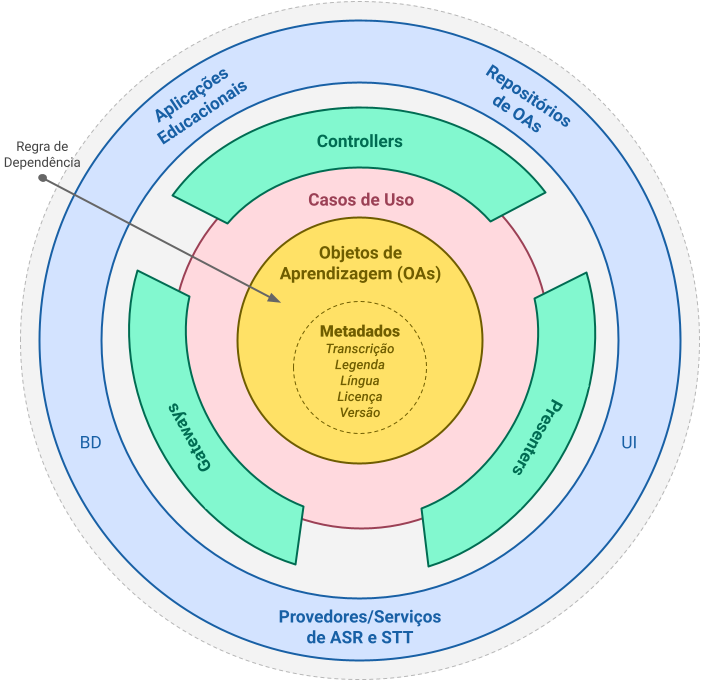 Aplicações
Educacionais
Repositórios
de OAs
Regra de
Dependência
Controllers
Casos de Uso
Objetos de
Aprendizagem (OAs)
Metadados
Transcrição
Legenda
Língua
Licença
Versão
Gateways
Presenters
BD
UI
Provedores/Serviços
de ASR e STT